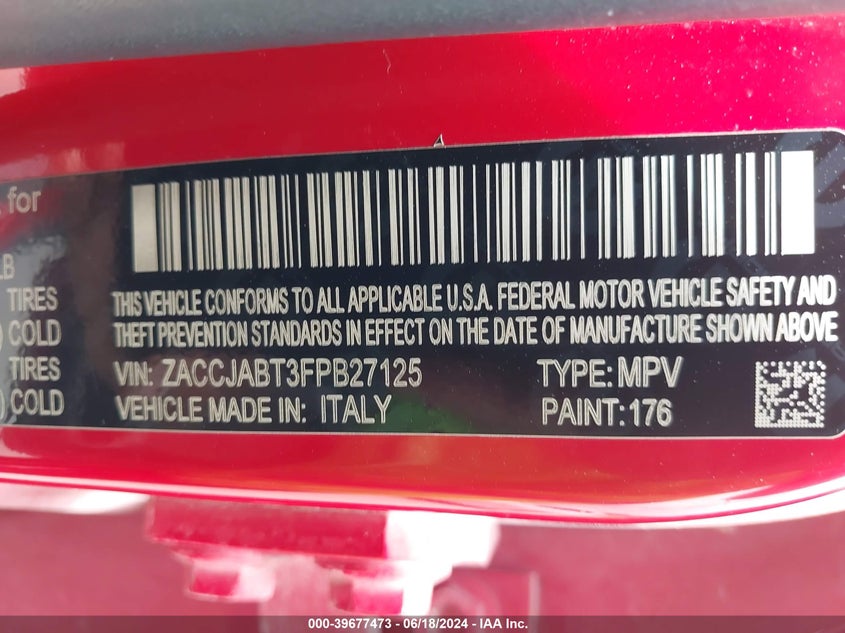 for
LB
TIRES
COLD
TIRES
) COLD
THIS VEHICLE CONFORMS TO ALL APPLICABLE U.S.A. FEDERAL MOTOR VEHICLE SAFETY AND
THEFT PREVENTION STANDARDS IN EFFECT ON THE DATE OF MANUFACTURE SHOWN ABOVE
VIN: ZACCJABT3FPB27125 TYPE: MPV
VEHICLE MADE IN: ITALY PAINT: 176
000-39677473 - 06/18/2024 - IAA Inc.